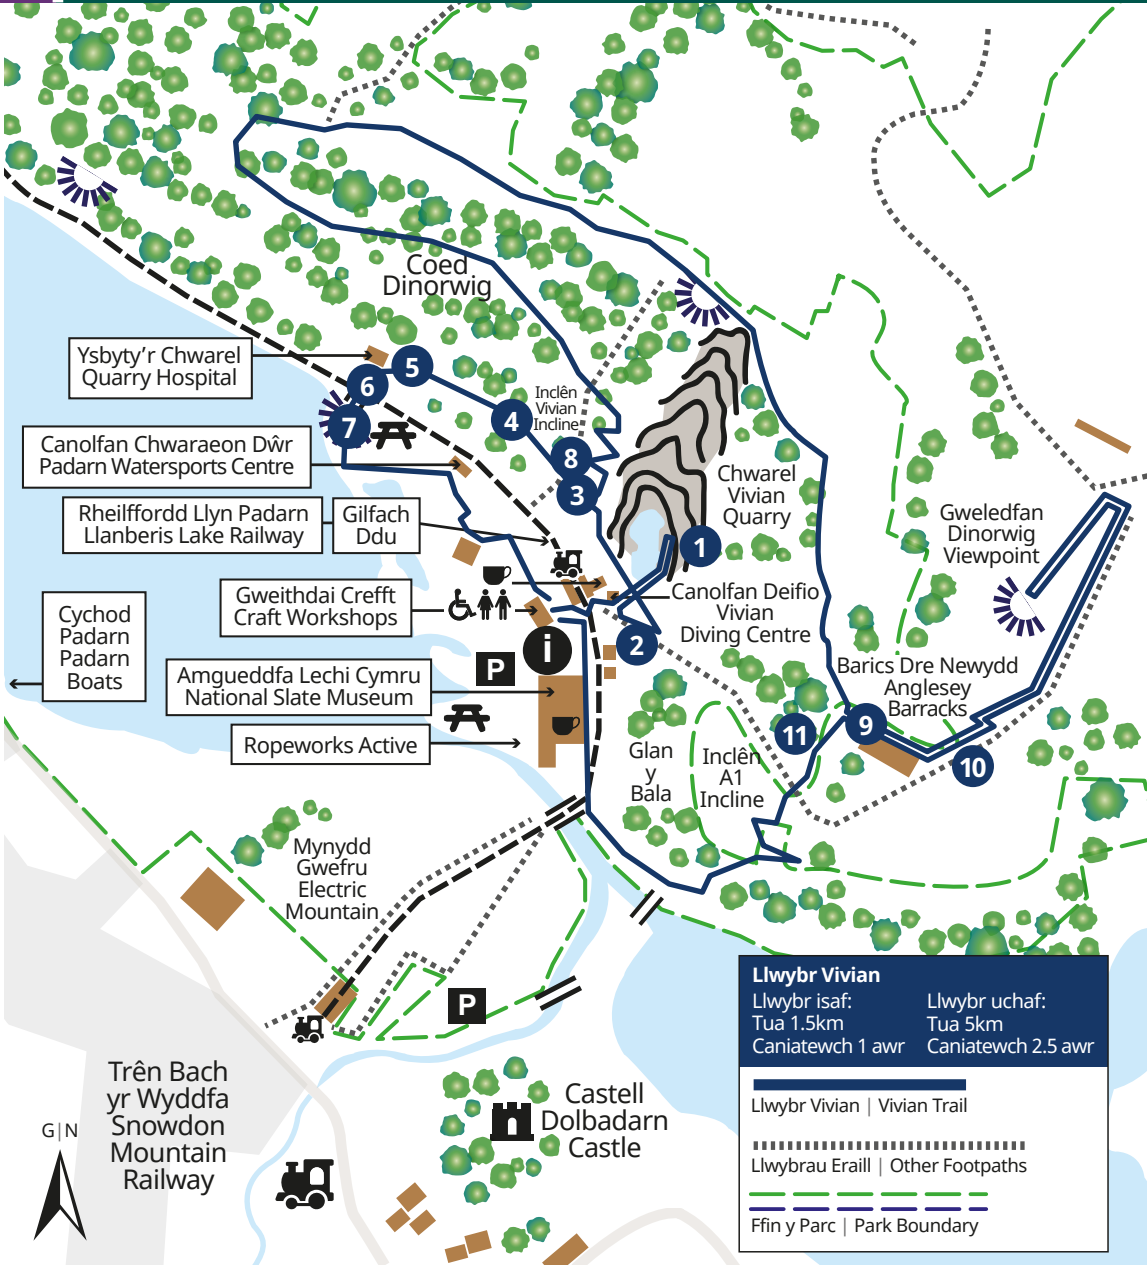 Coed
Dinorwig
Ysbyty'r Chwarel
Quarry Hospital
5
6
7
4
Inclên
Vivian
Incline
8
3
Canolfan Chwaraeon Dŵr
Padarn Watersports Centre
Rheilffordd Llyn Padarn
Llanberis Lake Railway
Gilfach
Ddu
Chwarel
Vivian
Quarry
1
Gweledfan
Dinorwig
Viewpoint
Gweithdai Crefft
Craft Workshops
Canolfan Deifio
Vivian
Diving Centre
2
i
P
Cychod
Padarn
Padarn
Boats
Amgueddfa Lechi Cymru
National Slate Museum
Ropeworks Active
Barics Dre Newydd
Anglesey
Barracks
11
9
10
Glan
y
Bala
Inclên
A1
Incline
Mynydd
Gwefru
Electric
Mountain
P
Trên Bach
yr Wyddfa
Snowdon
Mountain
Railway
G|N
Castell
Dolbadarn
Castle
Llwybr Vivian
Llwybr isaf:
Tua 1.5km
Caniatewch 1 awr
Llwybr uchaf:
Tua 5km
Caniatewch 2.5 awr
Llwybr Vivian | Vivian Trail
Llwybrau Eraill | Other Footpaths
Ffin y Parc | Park Boundary